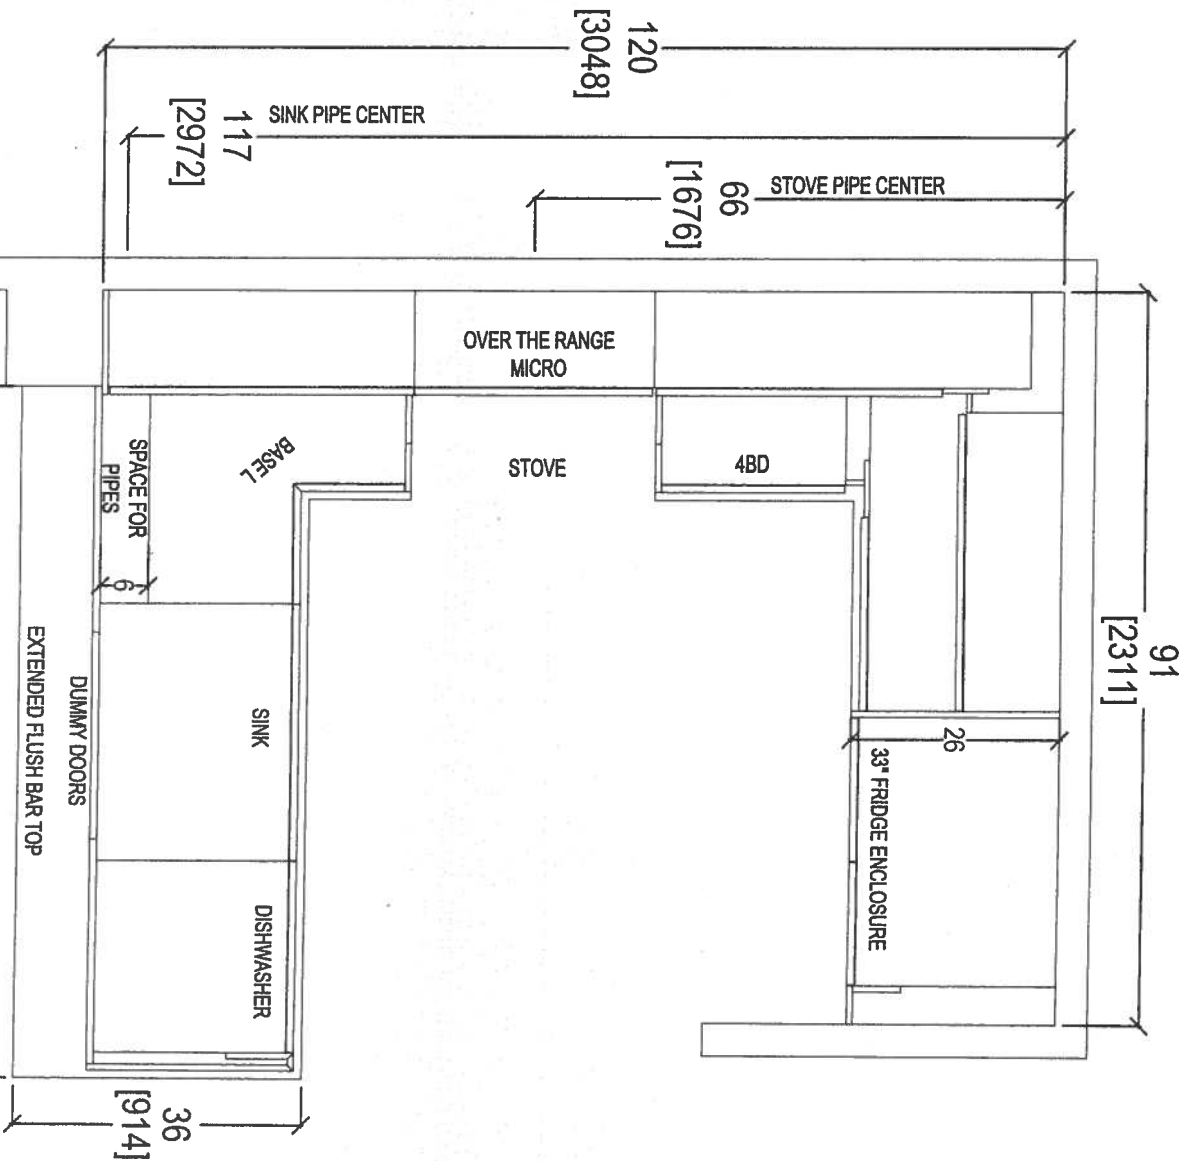 120
[3048]
SINK PIPE CENTER
117
[2972]
STOVE PIPE CENTER
66
[1676]
OVER THE RANGE
MICRO
STOVE
4BD
BASE L
SPACE FOR
PIPES
6
91
[2311]
26
33" FRIDGE ENCLOSURE
SINK
DISHWASHER
DUMMY DOORS
EXTENDED FLUSH BAR TOP
36
[914]